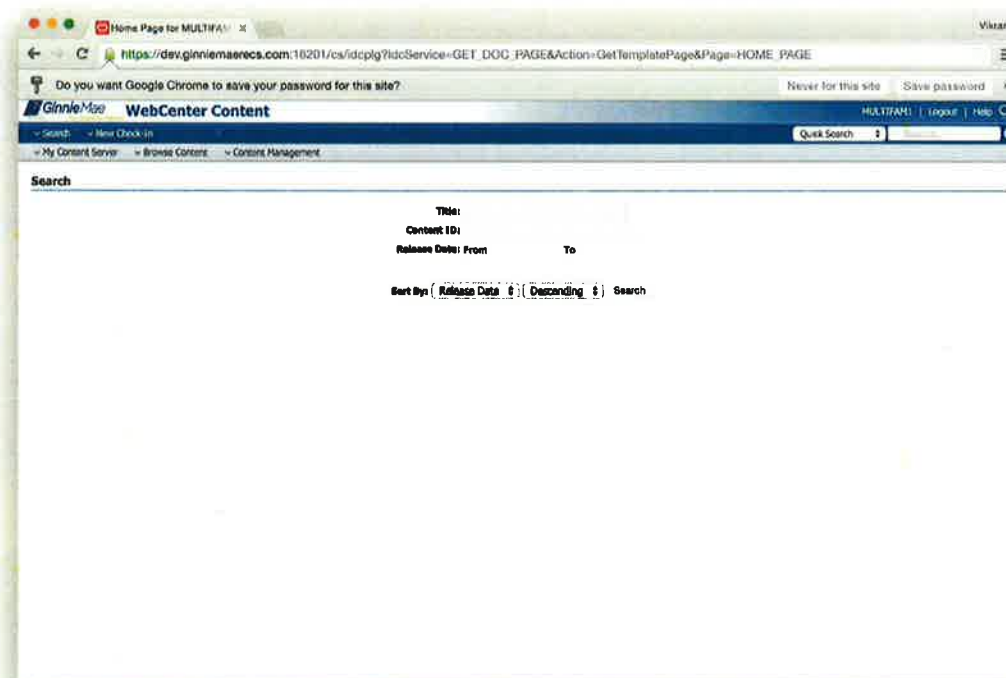 Home Page for MULTIFA
Vikra
https://dev.ginniemaerecs.com:16201/cs/idcplg?IdcService=GET_DOC_PAGE&Action=GetTemplatePage&Page=HOME_PAGE
Do you want Google Chrome to save your password for this site? Never for this site Save password
GinnieMae WebCenter Content MULTIFAM1 | Logout | Help
Search New Check-In Quick Search
My Content Server Browse Content Content Management
Search
Title:
Content ID:
Release Date: From To
Sort By: Release Date Descending Search